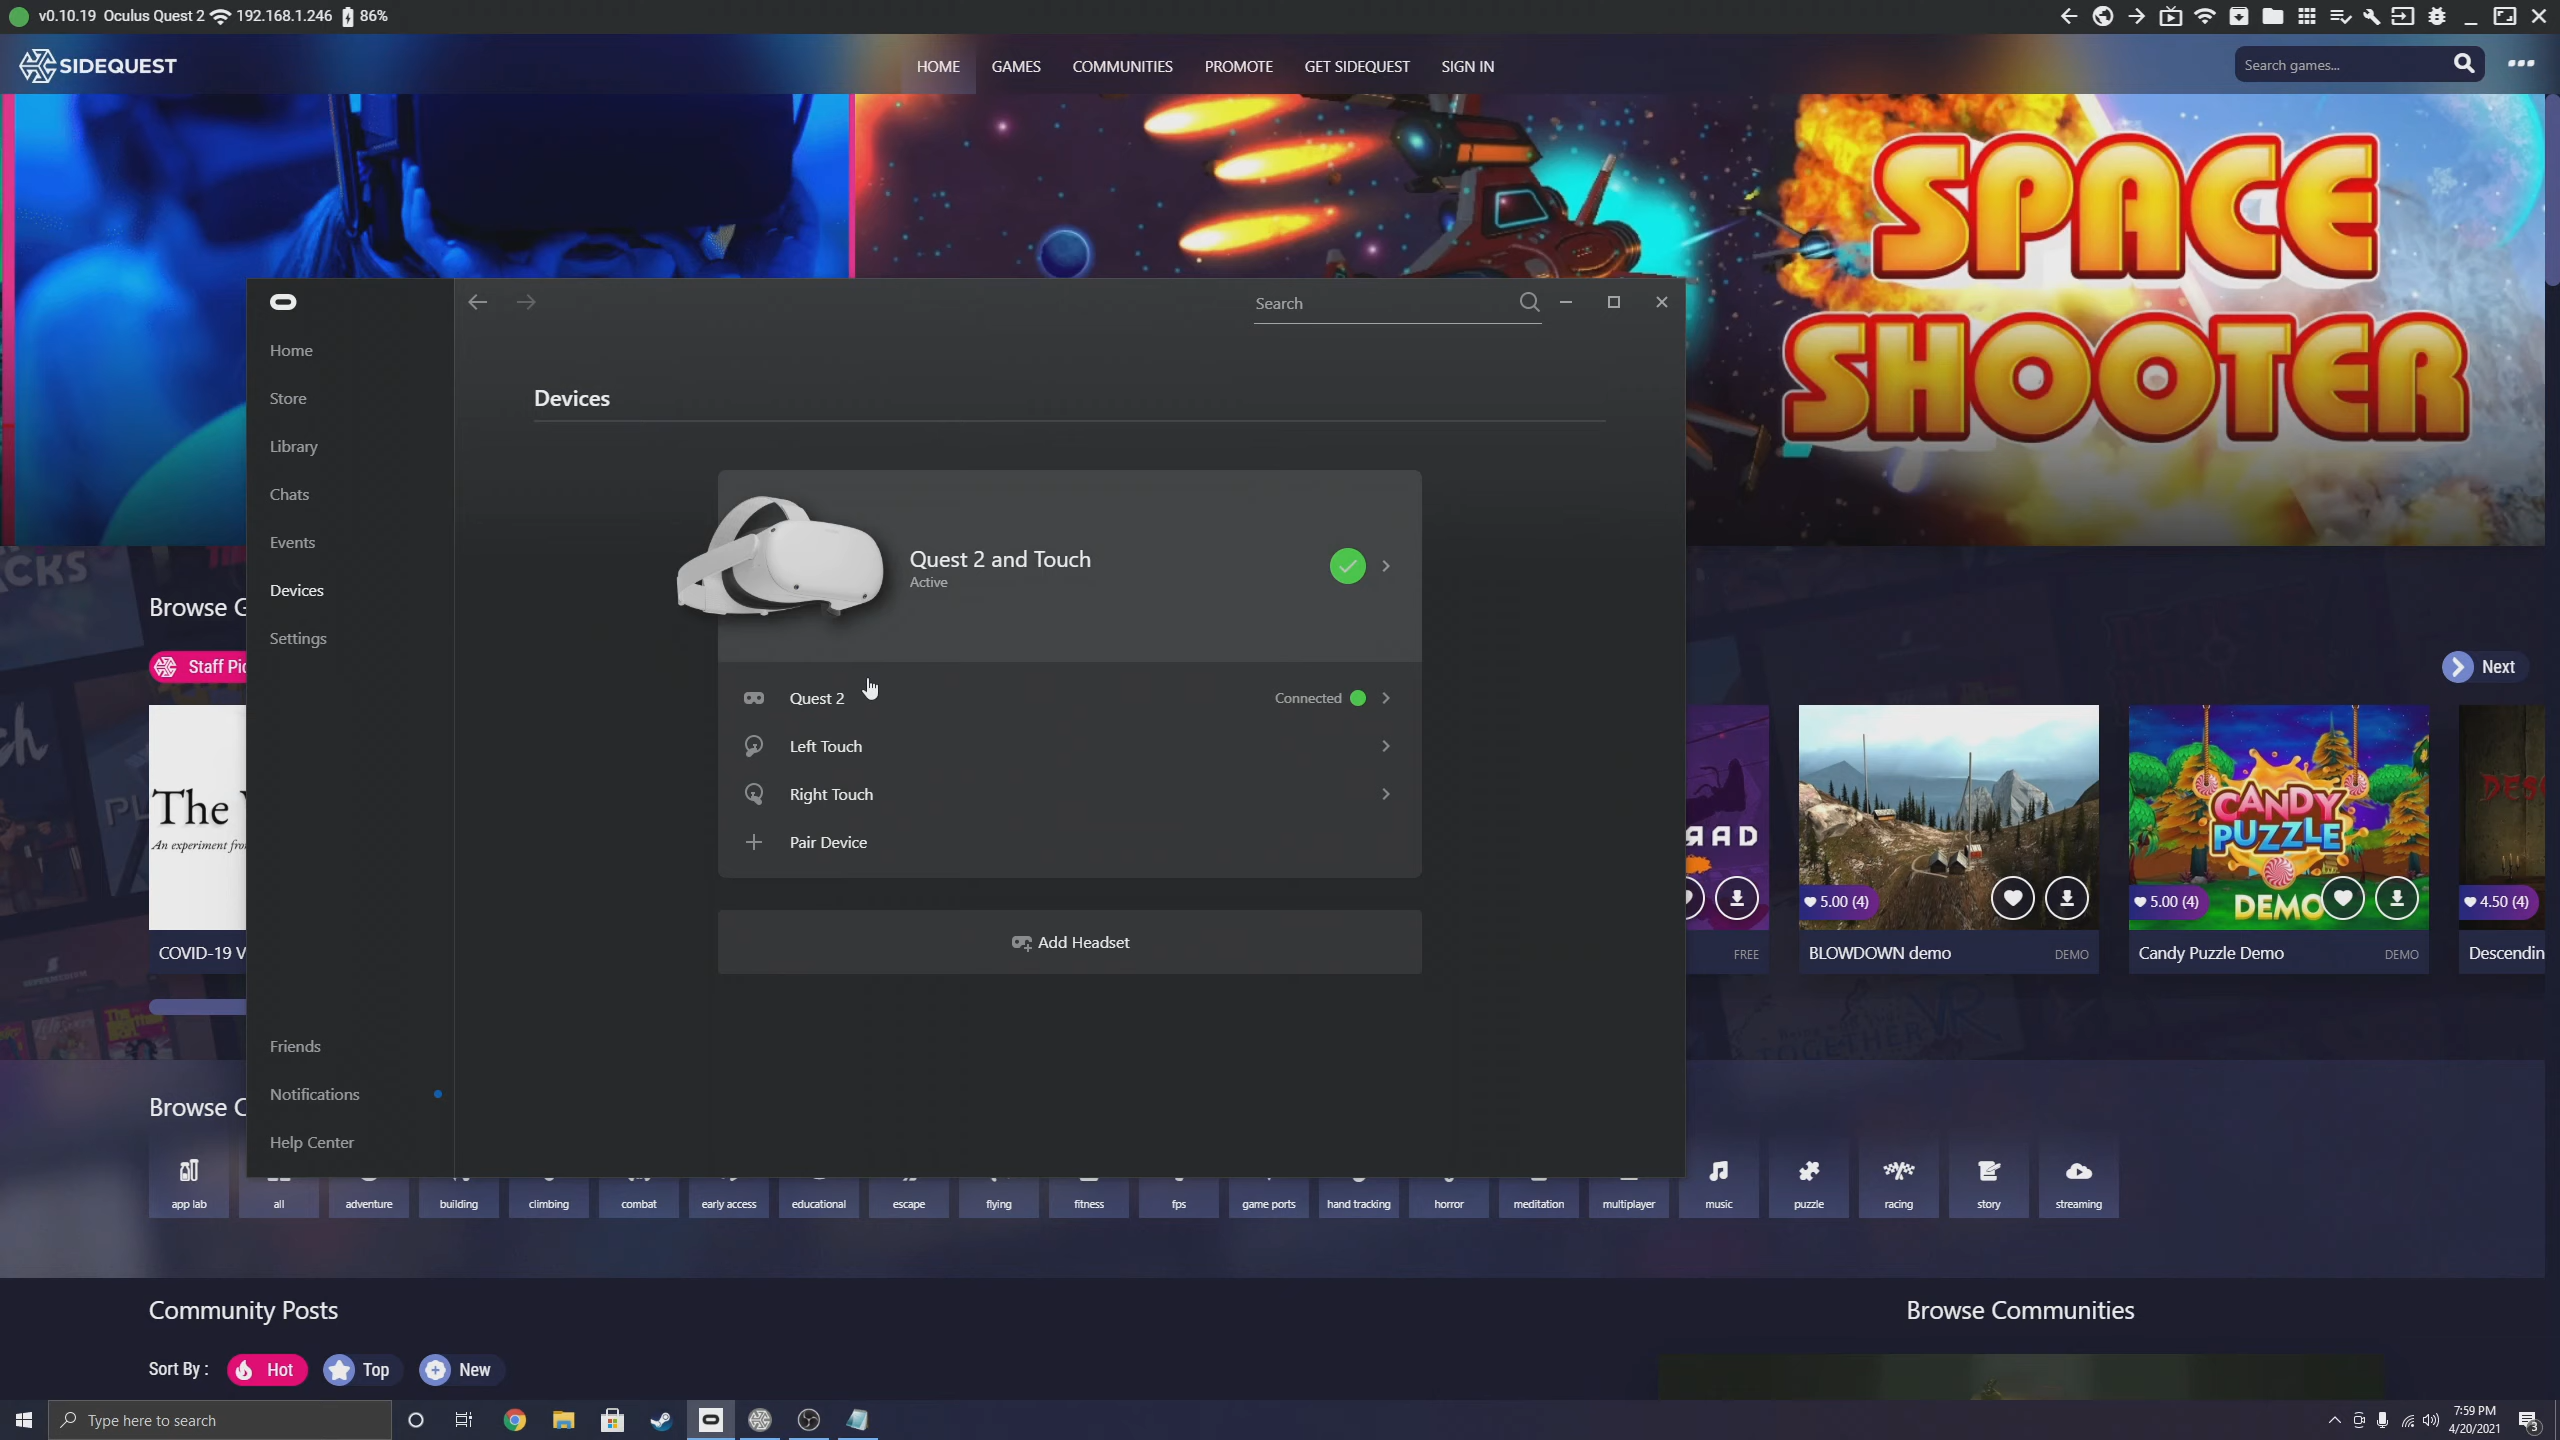 v0.10.19 Oculus Quest 2 192.168.1.246 86%
SIDEQUEST
HOME GAMES COMMUNITIES PROMOTE GET SIDEQUEST SIGN IN
Search games...
SPACE
SHOOTER
Search
Home
Store
Library
Chats
Events
Devices
Settings
Friends
Notifications
Help Center
Devices
Quest 2 and Touch
Active
Quest 2 Connected
Left Touch
Right Touch
Pair Device
Add Headset
Browse G
Staff Pic
Next
The
An experiment fro
COVID-19 V
FREE
5.00 (4)
BLOWDOWN demo DEMO
CANDY
PUZZLE
DEMO
5.00 (4)
Candy Puzzle Demo DEMO
DES
4.50 (4)
Descendin
Browse C
app lab all adventure building climbing combat early access educational escape flying fitness fps game ports hand tracking horror meditation multiplayer music puzzle racing story streaming
Community Posts
Browse Communities
Sort By : Hot Top New
Type here to search
7:59 PM
4/20/2021
3